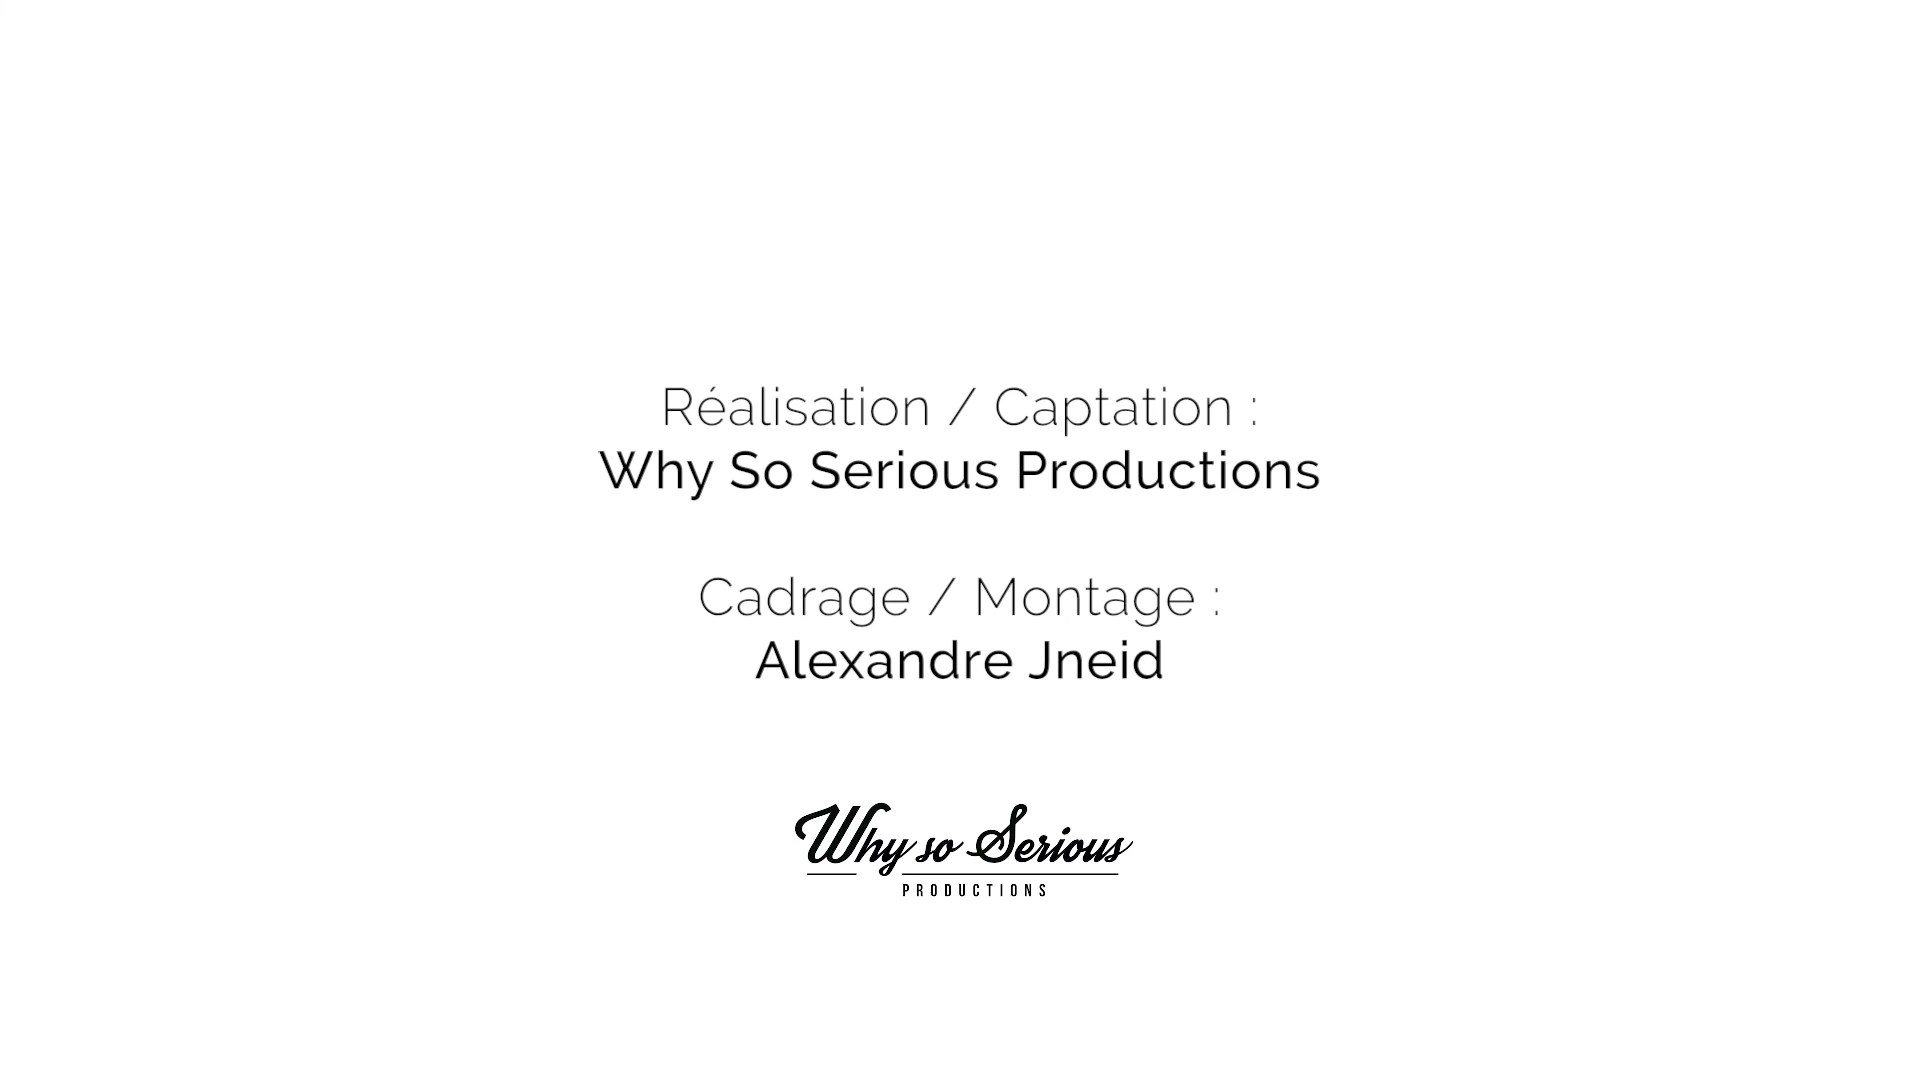 Réalisation / Captation :
Why So Serious Productions
Cadrage / Montage :
Alexandre Jneid
Why so Serious
PRODUCTIONS